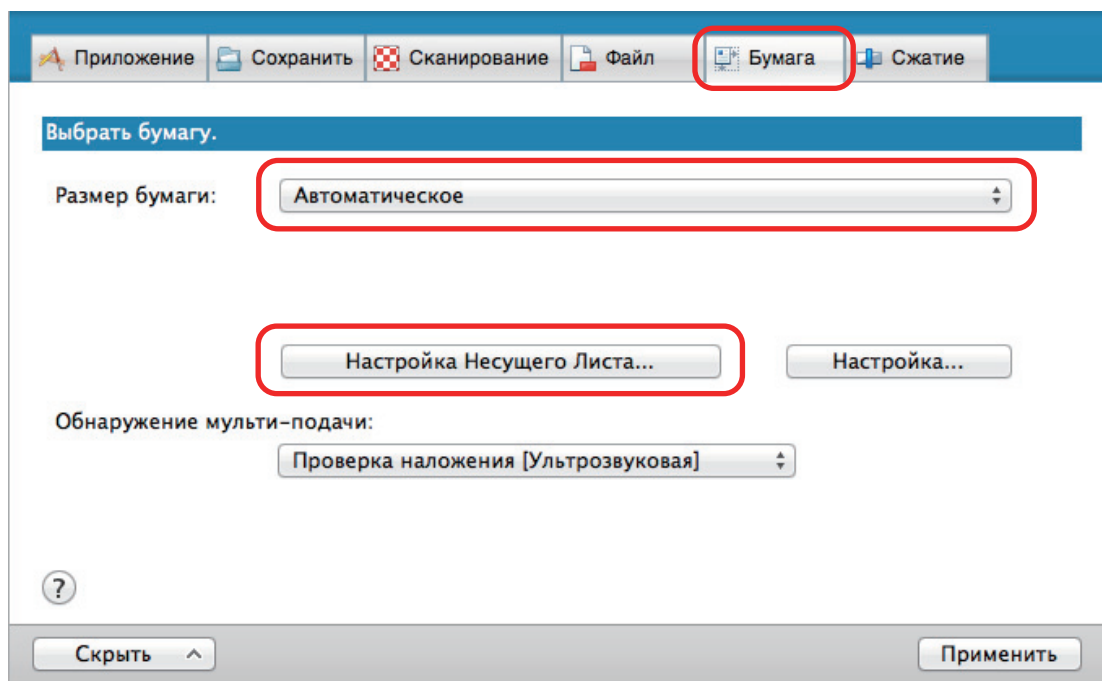 Приложение Сохранить Сканирование Файл Бумага Сжатие
Выбрать бумагу.
Размер бумаги: Автоматическое
Настройка Несущего Листа... Настройка...
Обнаружение мульти-подачи:
Проверка наложения [Ультрозвуковая]
?
Скрыть Применить